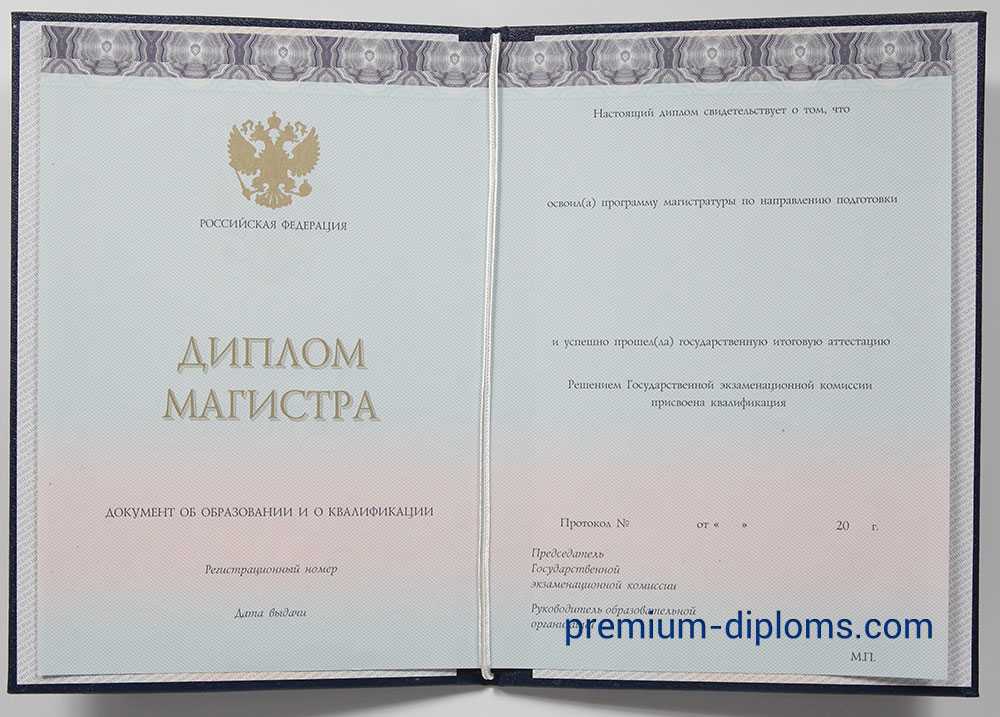 РОССИЙСКАЯ ФЕДЕРАЦИЯ
ДИПЛОМ
МАГИСТРА
ДОКУМЕНТ ОБ ОБРАЗОВАНИИ И О КВАЛИФИКАЦИИ
Регистрационный номер
Дата выдачи
Настоящий диплом свидетельствует о том, что
освоил(а) программу магистратуры по направлению подготовки
и успешно прошел(ла) государственную итоговую аттестацию
Решением Государственной экзаменационной комиссии
присвоена квалификация
Протокол № от « » 20 г.
Председатель
Государственной
экзаменационной комиссии
Руководитель образовательной
организации
premium-diploms.com
М.П.